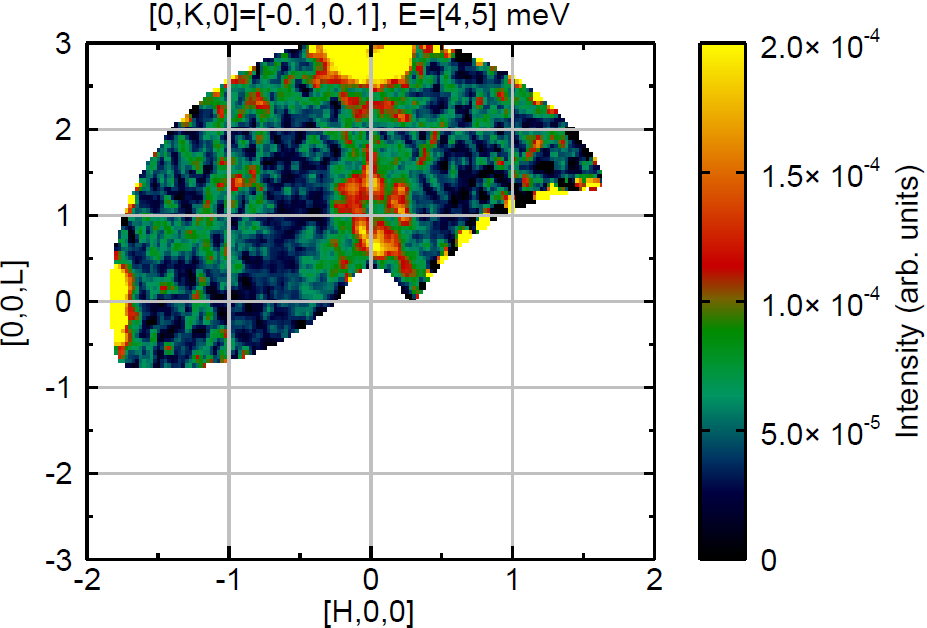 [0,K,0]=[-0.1,0.1], E=[4,5] meV
3
2
1
0
-1
-2
-3
-2 -1 0 1 2
[H,0,0]
[0,0,L]
2.0× 10⁻⁴
1.5× 10⁻⁴
1.0× 10⁻⁴
5.0× 10⁻⁵
0
Intensity (arb. units)